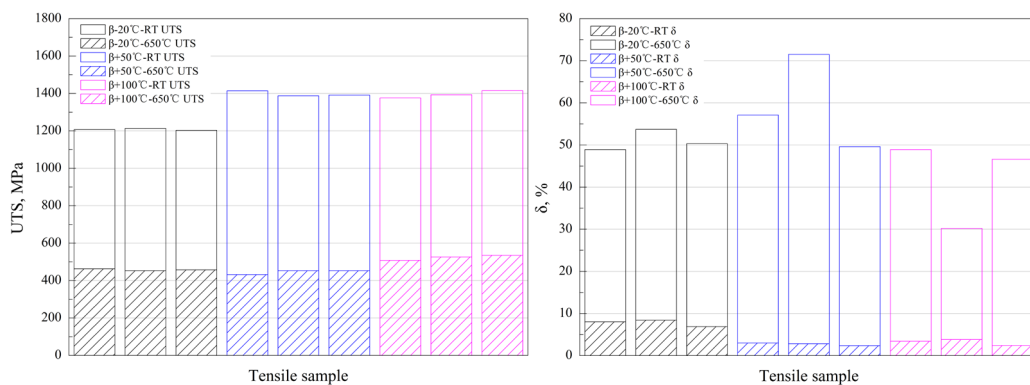 1800
1600
1400
1200
1000
800
600
400
200
0
UTS, MPa
β-20℃-RT UTS
β-20℃-650℃ UTS
β+50℃-RT UTS
β+50℃-650℃ UTS
β+100℃-RT UTS
β+100℃-650℃ UTS
Tensile sample
80
70
60
50
40
30
20
10
0
δ, %
β-20℃-RT δ
β-20℃-650℃ δ
β+50℃-RT δ
β+50℃-650℃ δ
β+100℃-RT δ
β+100℃-650℃ δ
Tensile sample